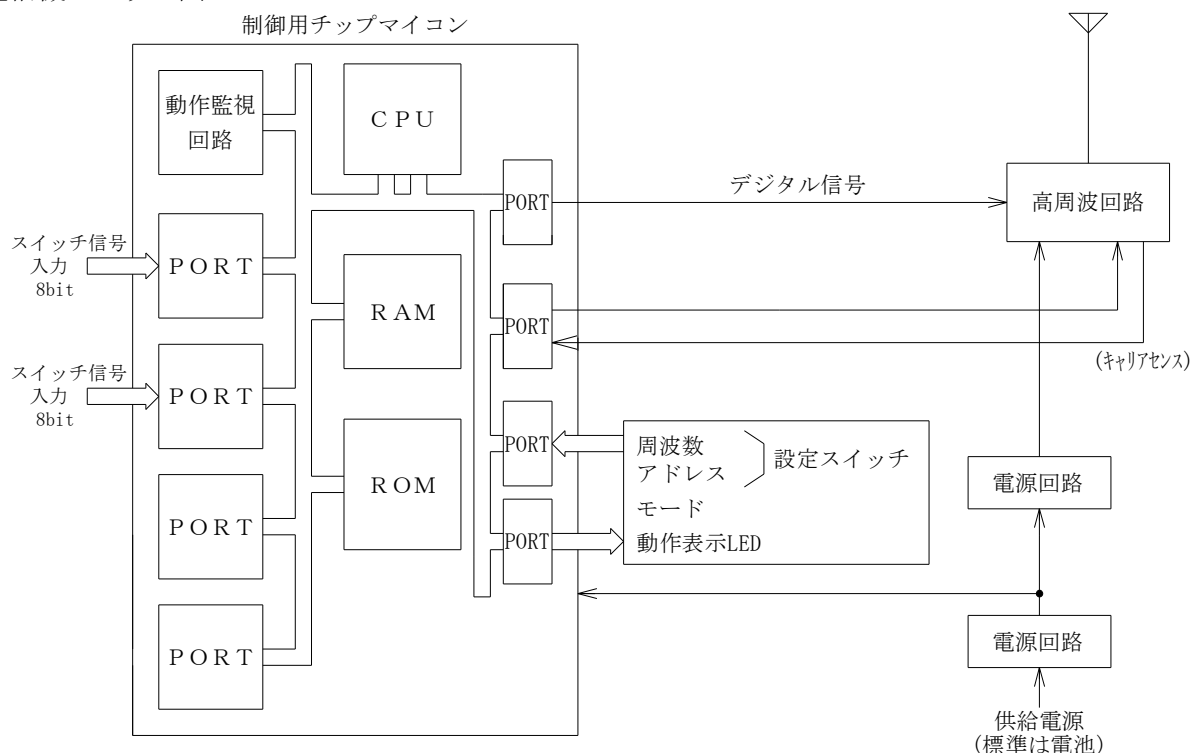 制御用チップマイコン
動作監視
回路
ＣＰＵ
PORT
デジタル信号
高周波回路
スイッチ信号
入力
8bit
ＰＯＲＴ
ＲＡＭ
PORT
(ｷｬﾘｱｾﾝｽ)
スイッチ信号
入力
8bit
ＰＯＲＴ
ＲＯＭ
PORT
周波数
アドレス
設定スイッチ
モード
動作表示LED
電源回路
ＰＯＲＴ
PORT
ＰＯＲＴ
電源回路
供給電源
(標準は電池)